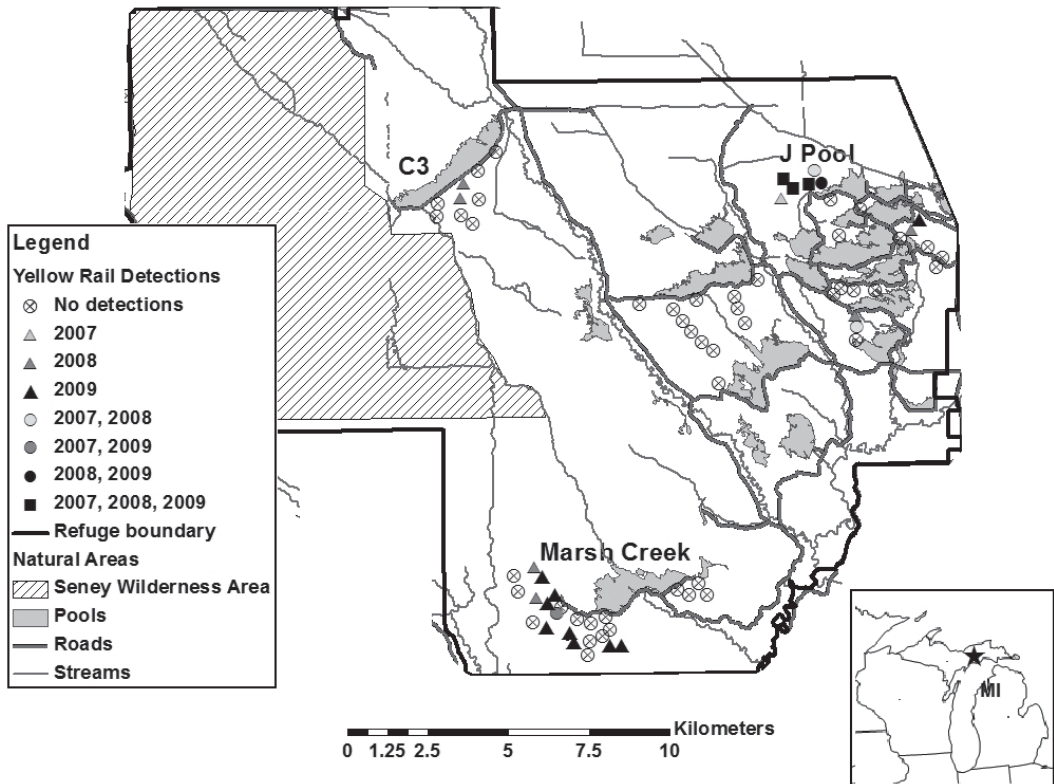 C3
J Pool
Legend
Yellow Rail Detections
No detections
2007
2008
2009
2007, 2008
2007, 2009
2008, 2009
2007, 2008, 2009
Refuge boundary
Natural Areas
Seney Wilderness Area
Pools
Roads
Streams
Marsh Creek
MI
Kilometers
0 1.25 2.5 5 7.5 10